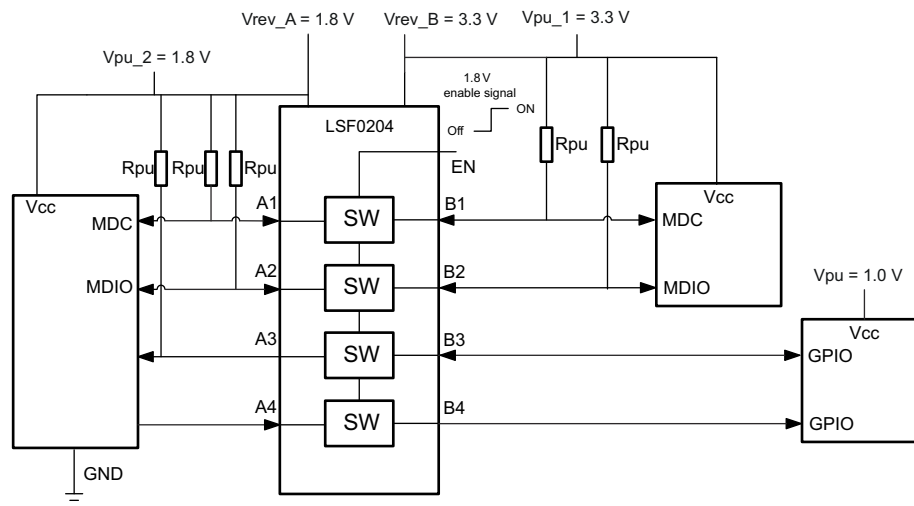 Vrev_A = 1.8 V
Vrev_B = 3.3 V
Vpu_1 = 3.3 V
Vpu_2 = 1.8 V
1.8 V
enable signal
ON
Off
LSF0204
EN
Rpu
Rpu
Rpu
Rpu
Rpu
Vcc
MDC
A1
SW
B1
Vcc
MDC
MDIO
A2
SW
B2
MDIO
Vpu = 1.0 V
A3
SW
B3
Vcc
GPIO
A4
SW
B4
GPIO
GND